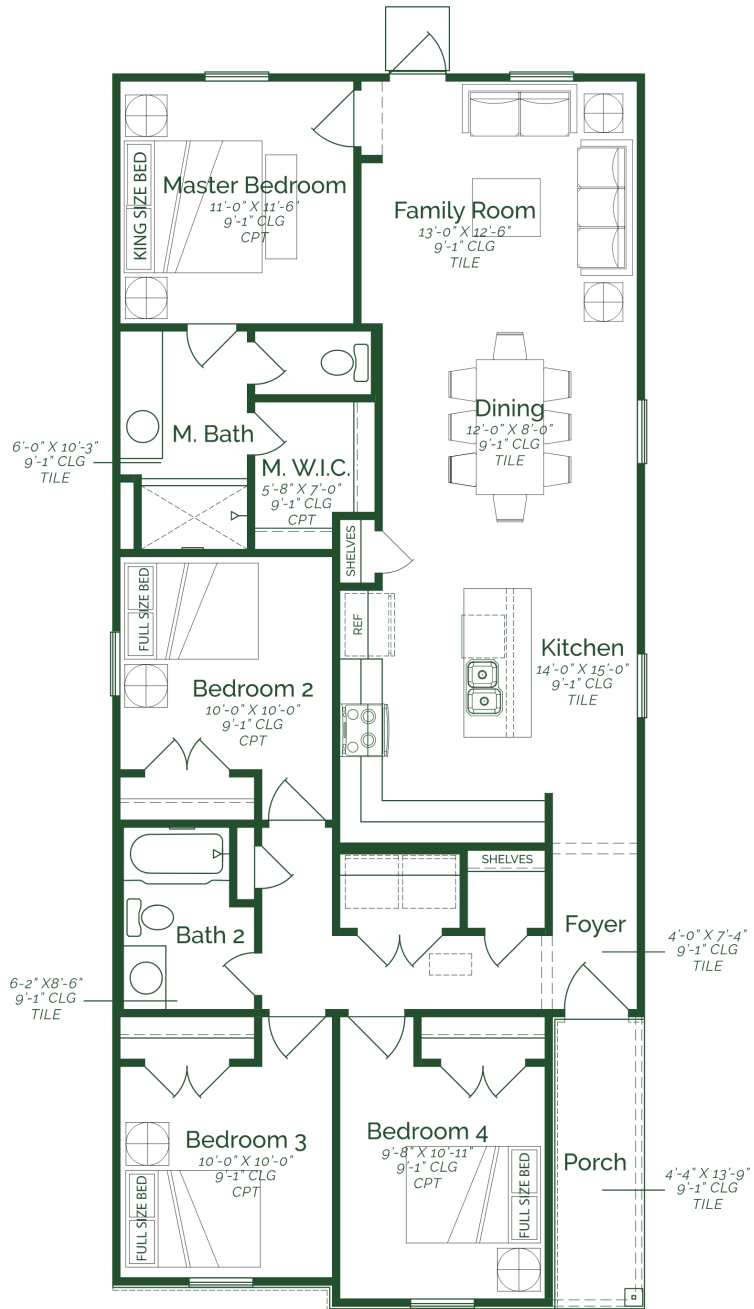 KING SIZE BED
Master Bedroom
11'-0" X 11'-6"
9'-1" CLG
CPT
Family Room
13'-0" X 12'-6"
9'-1" CLG
TILE
M. Bath
6'-0" X 10'-3"
9'-1" CLG
TILE
M. W.I.C.
5'-8" X 7'-0"
9'-1" CLG
CPT
Dining
12'-0" X 8'-0"
9'-1" CLG
TILE
SHELVES
FULL SIZE BED
REF
Kitchen
14'-0" X 15'-0"
9'-1" CLG
TILE
Bedroom 2
10'-0" X 10'-0"
9'-1" CLG
CPT
SHELVES
Bath 2
6-2" X8'-6"
9'-1" CLG
TILE
Foyer
4'-0" X 7'-4"
9'-1" CLG
TILE
Bedroom 3
10'-0" X 10'-0"
9'-1" CLG
CPT
FULL SIZE BED
Bedroom 4
9'-8" X 10'-11"
9'-1" CLG
CPT
FULL SIZE BED
Porch
4'-4" X 13'-9"
9'-1" CLG
TILE